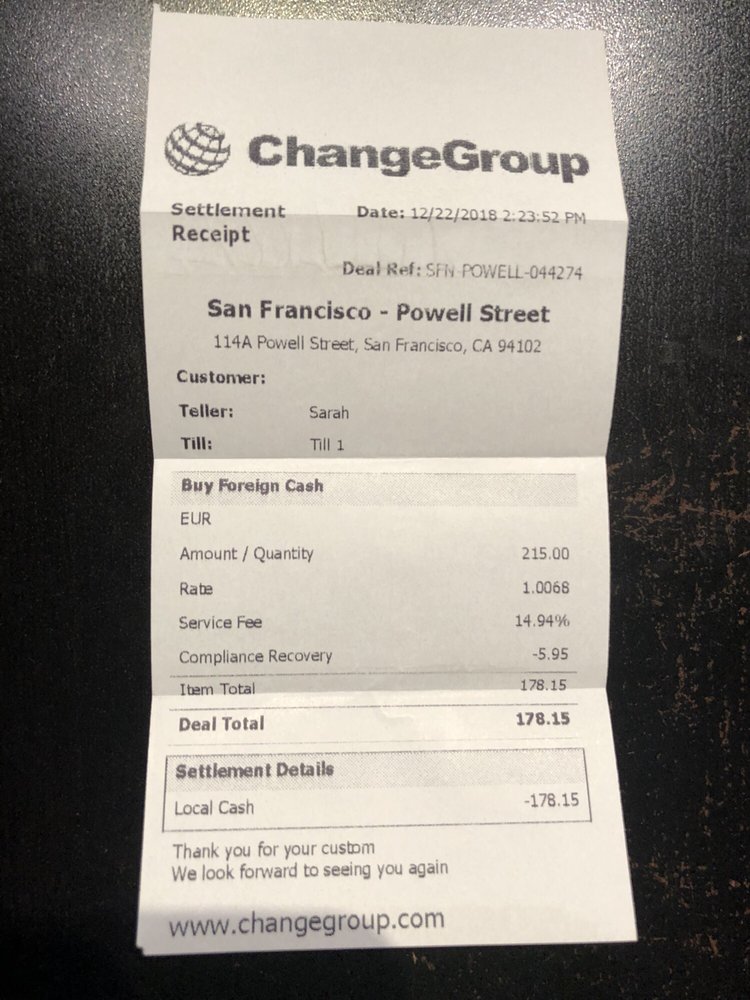 ChangeGroup
Settlement Receipt
Date: 12/22/2018 2:23:52 PM
Deal Ref: SFN-POWELL-044274
San Francisco - Powell Street
114A Powell Street, San Francisco, CA 94102
Customer:
Teller: Sarah
Till: Till 1
Buy Foreign Cash
EUR
Amount / Quantity 215.00
Rate 1.0068
Service Fee 14.94%
Compliance Recovery -5.95
Item Total 178.15
Deal Total 178.15
Settlement Details
Local Cash -178.15
Thank you for your custom
We look forward to seeing you again
www.changegroup.com